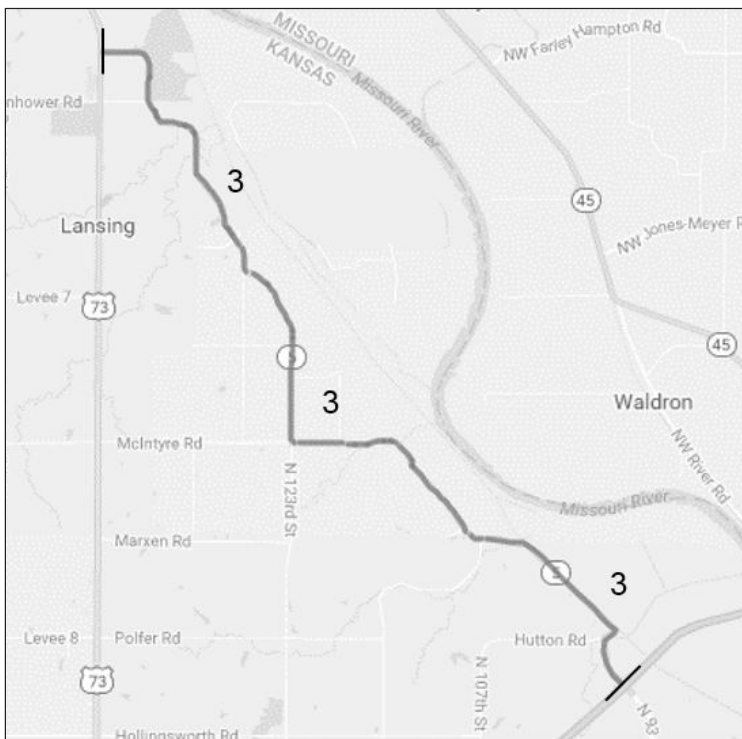 MISSOURI
KANSAS
NW Farley
Hampton Rd
Missouri River
nhower Rd
3
45
Lansing
NW Jones-Meyer R
Levee 7
73
5
45
3
Waldron
McIntyre Rd
N 123rd St
NW River Rd
Missouri River
Marxen Rd
5
3
Levee 8
Polfer Rd
Hutton Rd
N 107th St
73
N 93
Hollingsworth Rd